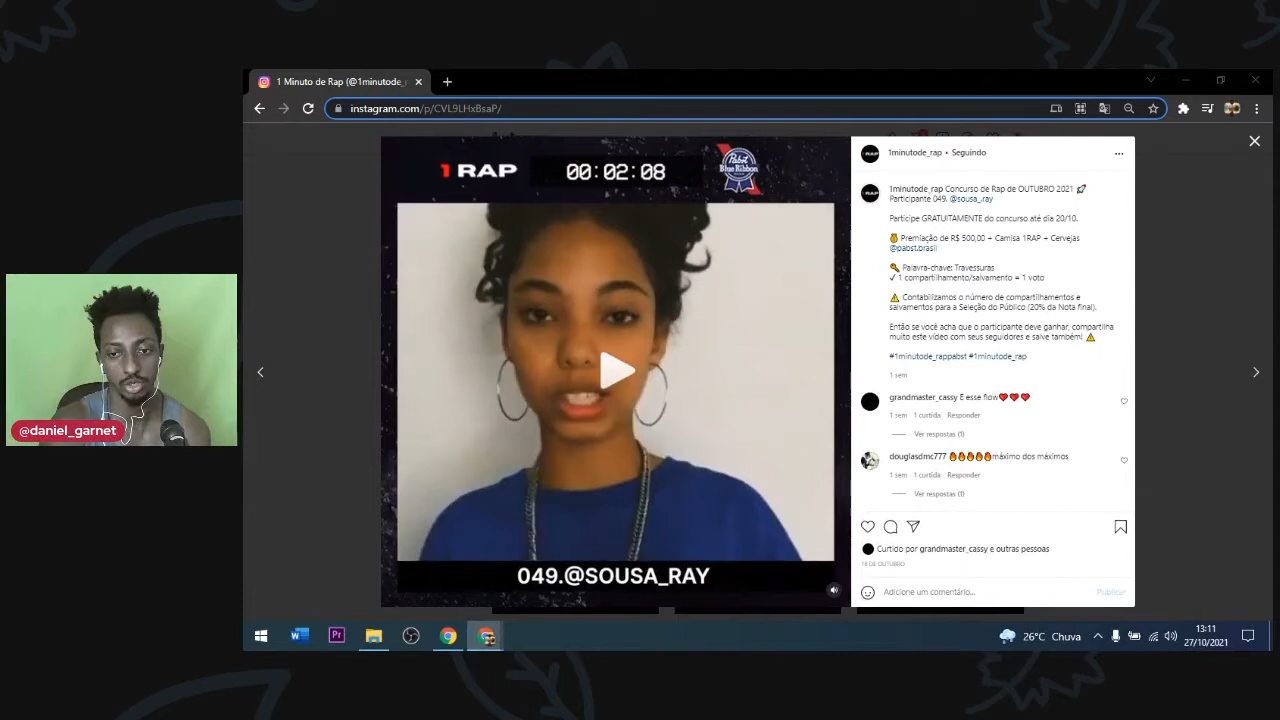 1 Minuto de Rap (@1minutode_r
instagram.com/p/CVL9LHxBsaP/
1 RAP
00:02:08
Pabst
Blue Ribbon
049.@SOUSA_RAY
@daniel_garnet
1minutode_rap • Seguindo
1minutode_rap Concurso de Rap de OUTUBRO 2021 🚀
Participante 049. @sousa_ray
Participe GRATUITAMENTE do concurso até dia 20/10.
🥇 Premiação de R$ 500,00 + Camisa 1RAP + Cervejas
@pabst.brasil
🔑 Palavra-chave: Travessuras
✓ 1 compartilhamento/salvamento = 1 voto
⚠️ Contabilizamos o número de compartilhamentos e
salvamentos para a Seleção do Público (20% da Nota final).
Então se você acha que o participante deve ganhar, compartilha
muito este vídeo com seus seguidores e salve também! ⚠️
#1minutode_rappabst #1minutode_rap
1 sem
grandmaster_cassy E esse flow❤️❤️❤️
1 sem 1 curtida Responder
Ver respostas (1)
douglasdmc777 🔥🔥🔥🔥🔥máximo dos máximos
1 sem 1 curtida Responder
Ver respostas (1)
Curtido por grandmaster_cassy e outras pessoas
18 DE OUTUBRO
Adicione um comentário...
Publicar
26°C Chuva
13:11
27/10/2021